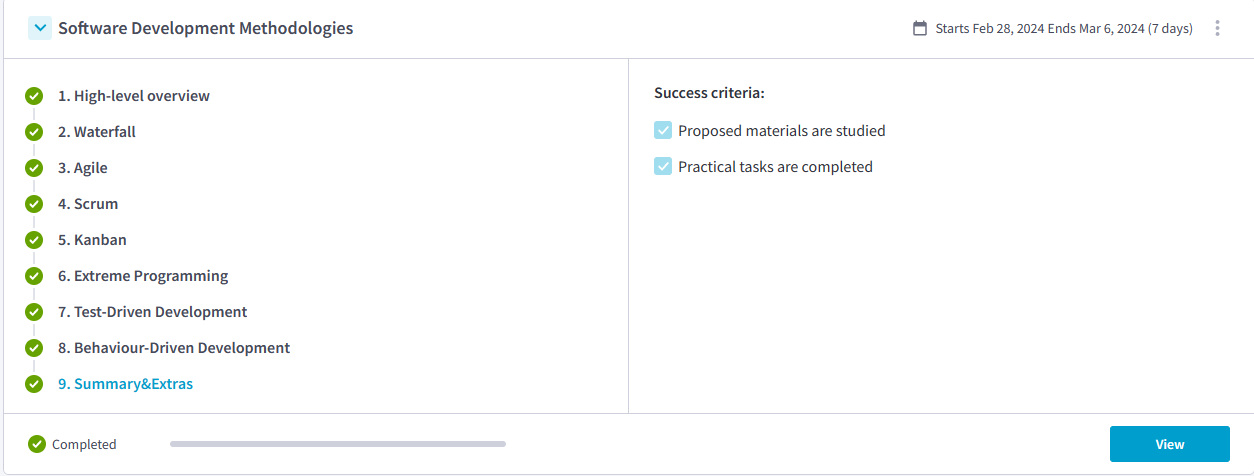 Software Development Methodologies
Starts Feb 28, 2024 Ends Mar 6, 2024 (7 days)
1. High-level overview
2. Waterfall
3. Agile
4. Scrum
5. Kanban
6. Extreme Programming
7. Test-Driven Development
8. Behaviour-Driven Development
9. Summary&Extras
Success criteria:
Proposed materials are studied
Practical tasks are completed
Completed
View